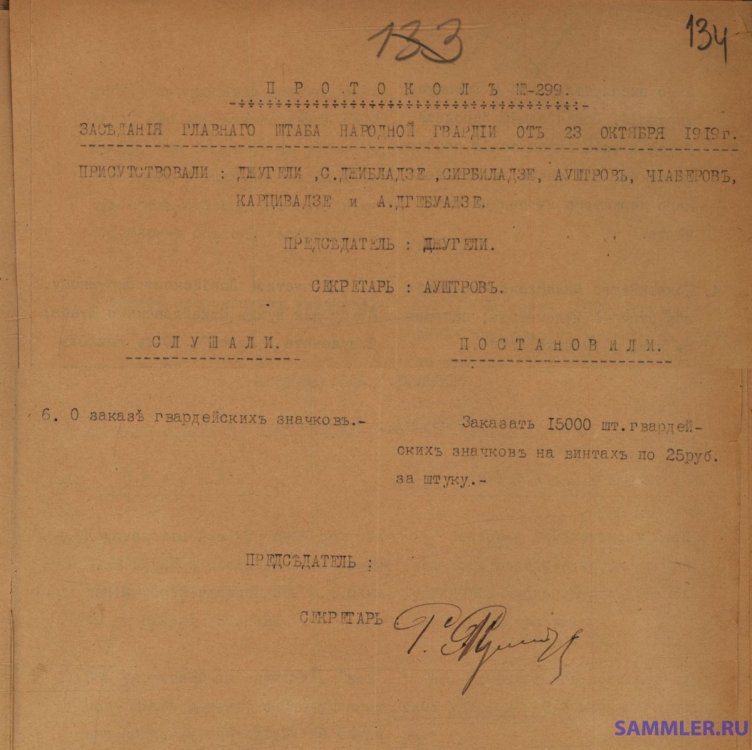 133
134
ПРОТОКОЛЪ №-299.
ЗАСѢДАНІЯ ГЛАВНАГО ШТАБА НАРОДНОЙ ГВАРДІИ ОТЪ 23 ОКТЯБРЯ 1919г.
ПРИСУТСТВОВАЛИ : ДЖУГЕЛИ ,С.ДЖИБЛАДЗЕ ,СИРБИЛАДЗЕ, АУШТРОВЪ, ЧІАБЕРОВЪ,
КАРЦИВАДЗЕ и А.ДГЕБУАДЗЕ.
ПРЕДСѢДАТЕЛЬ : ДЖУГЕЛИ.
СЕКРЕТАРЬ : АУШТРОВЪ.
СЛУШАЛИ.
ПОСТАНОВИЛИ.
6. О заказѣ гвардейскихъ значковъ.-
Заказать 15000 шт.гвардей-
скихъ значковъ на винтахъ по 25руб.
за штуку.-
ПРЕДСѢДАТЕЛЬ :
СЕКРЕТАРЬ
SAMMLER.RU